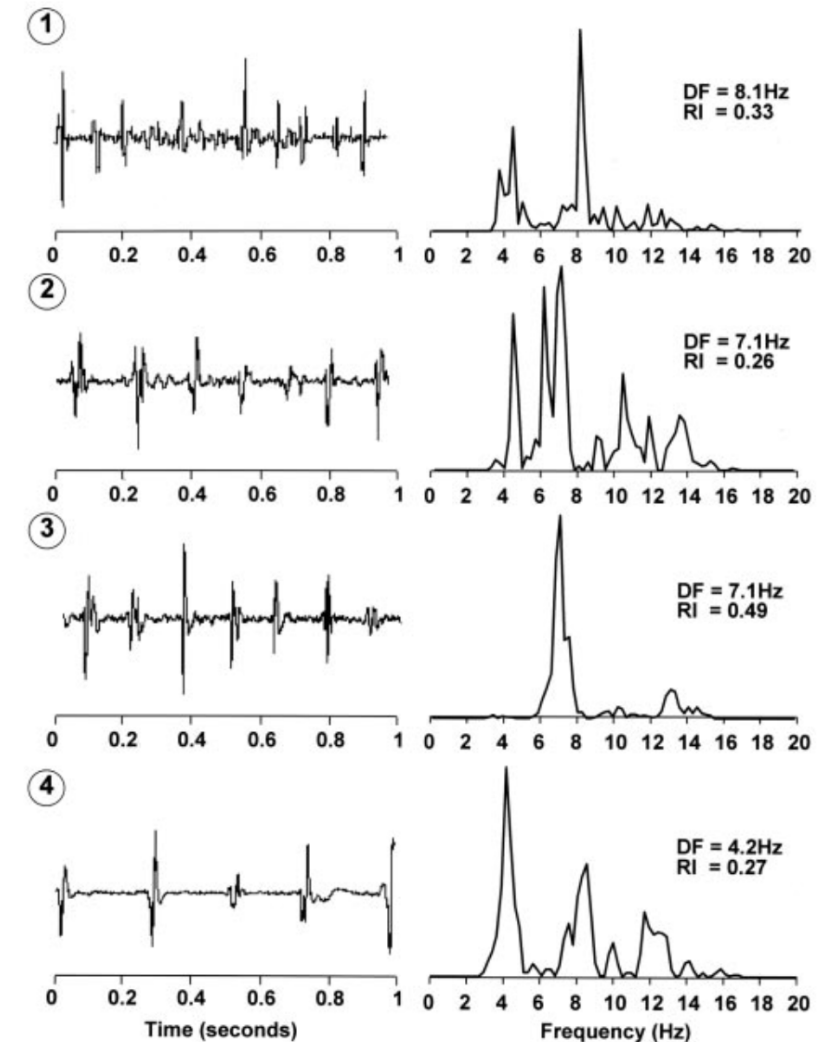 1
DF = 8.1Hz
RI = 0.33
0 0.2 0.4 0.6 0.8 1
0 2 4 6 8 10 12 14 16 18 20
2
DF = 7.1Hz
RI = 0.26
0 0.2 0.4 0.6 0.8 1
0 2 4 6 8 10 12 14 16 18 20
3
DF = 7.1Hz
RI = 0.49
0 0.2 0.4 0.6 0.8 1
0 2 4 6 8 10 12 14 16 18 20
4
DF = 4.2Hz
RI = 0.27
0 0.2 0.4 0.6 0.8 1
0 2 4 6 8 10 12 14 16 18 20
Time (seconds)
Frequency (Hz)